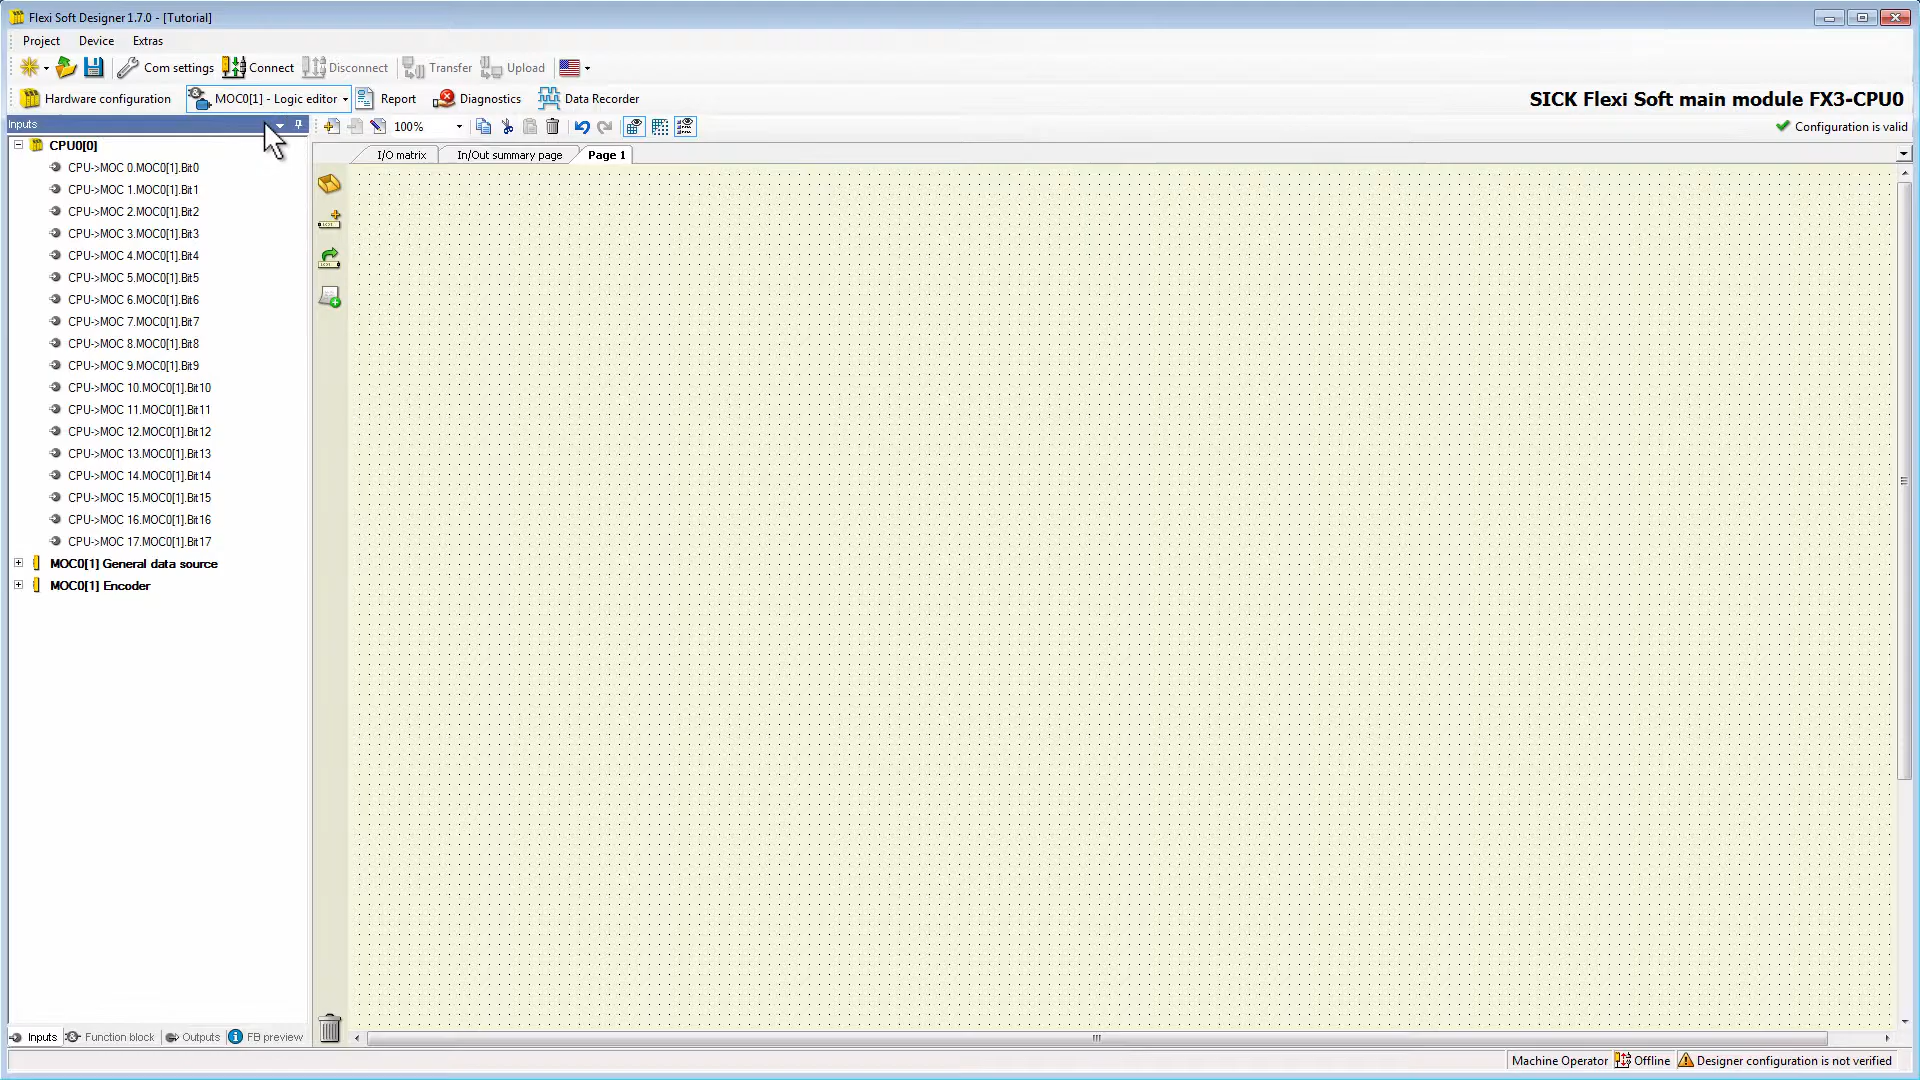 Flexi Soft Designer 1.7.0 - [Tutorial]
Project Device Extras
Com settings Connect Disconnect Transfer Upload
Hardware configuration MOC0[1] - Logic editor Report Diagnostics Data Recorder SICK Flexi Soft main module FX3-CPU0
Inputs 100% Configuration is valid
I/O matrix In/Out summary page Page 1
CPU0[0]
CPU->MOC 0.MOC0[1].Bit0
CPU->MOC 1.MOC0[1].Bit1
CPU->MOC 2.MOC0[1].Bit2
CPU->MOC 3.MOC0[1].Bit3
CPU->MOC 4.MOC0[1].Bit4
CPU->MOC 5.MOC0[1].Bit5
CPU->MOC 6.MOC0[1].Bit6
CPU->MOC 7.MOC0[1].Bit7
CPU->MOC 8.MOC0[1].Bit8
CPU->MOC 9.MOC0[1].Bit9
CPU->MOC 10.MOC0[1].Bit10
CPU->MOC 11.MOC0[1].Bit11
CPU->MOC 12.MOC0[1].Bit12
CPU->MOC 13.MOC0[1].Bit13
CPU->MOC 14.MOC0[1].Bit14
CPU->MOC 15.MOC0[1].Bit15
CPU->MOC 16.MOC0[1].Bit16
CPU->MOC 17.MOC0[1].Bit17
MOC0[1] General data source
MOC0[1] Encoder
Inputs Function block Outputs FB preview
Machine Operator Offline Designer configuration is not verified